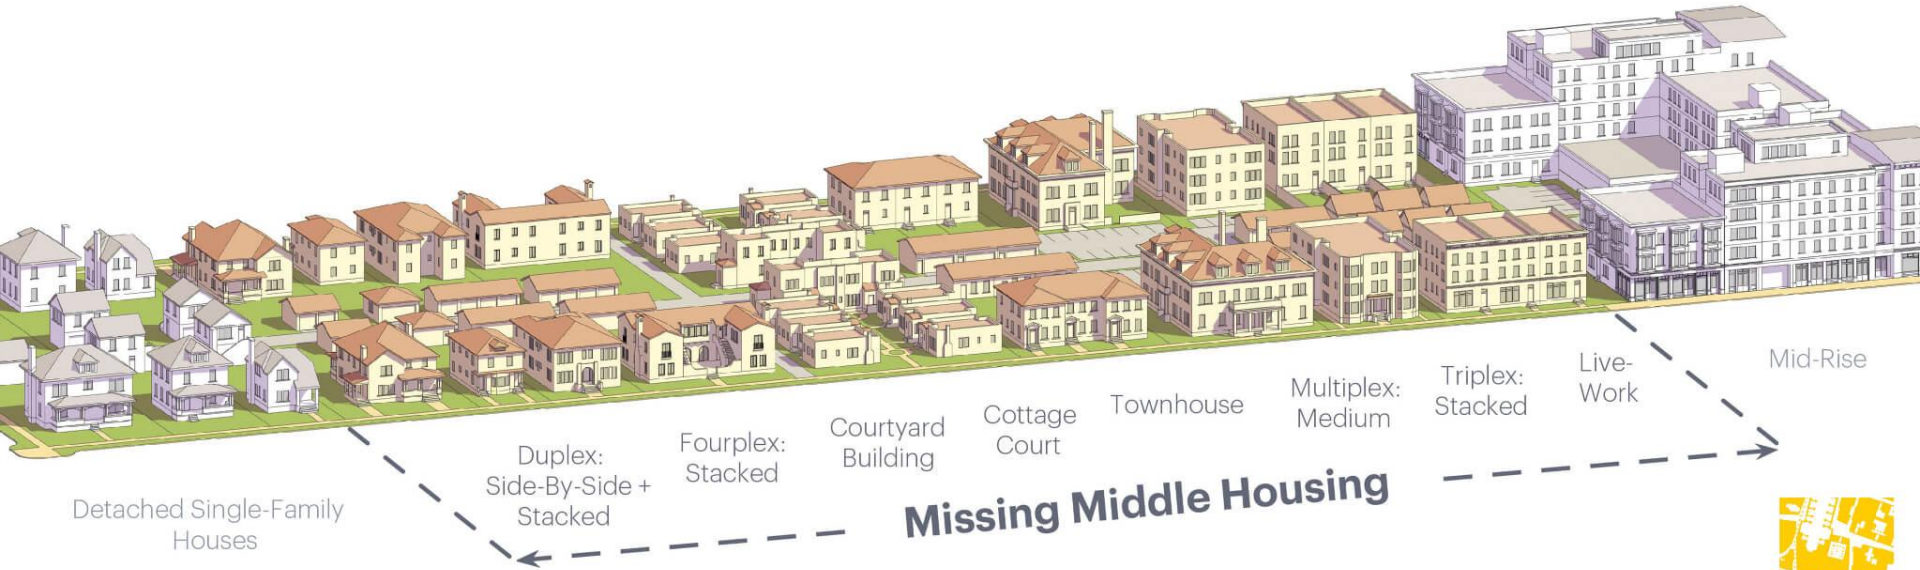 Detached Single-Family
Houses
Duplex:
Side-By-Side +
Stacked
Fourplex:
Stacked
Courtyard
Building
Cottage
Court
Townhouse
Multiplex:
Medium
Triplex:
Stacked
Live-
Work
Mid-Rise
Missing Middle Housing